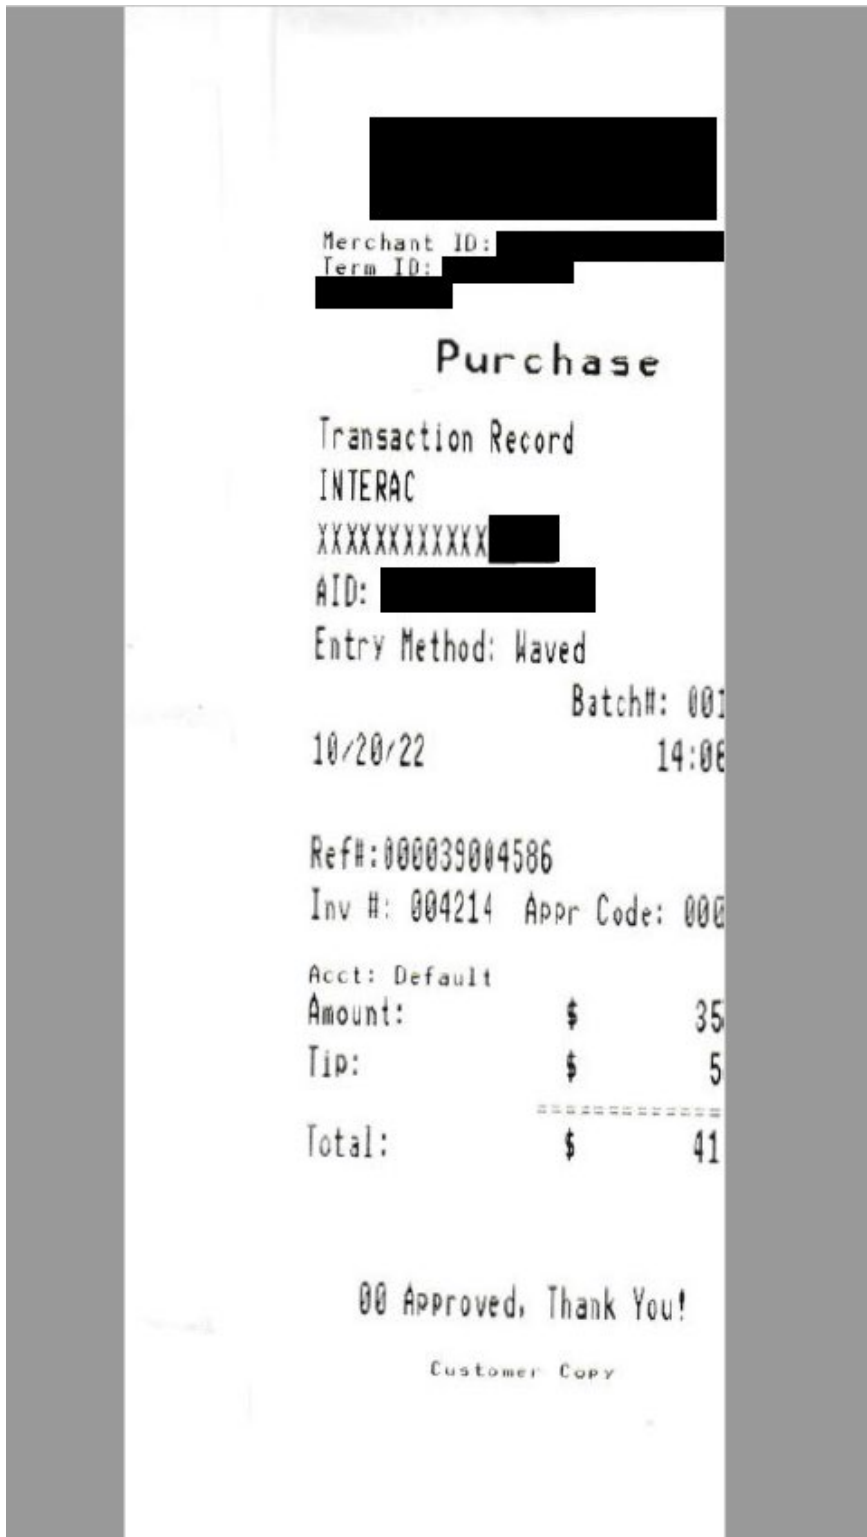 Merchant ID:
Term ID:
Purchase
Transaction Record
INTERAC
XXXXXXXXXXXX
AID:
Entry Method: Waved
Batch#: 001
10/20/22 14:06
Ref#:000039004586
Inv #: 004214 Appr Code: 000
Acct: Default
Amount: $ 35
Tip: $ 5
=============
Total: $ 41
00 Approved, Thank You!
Customer Copy